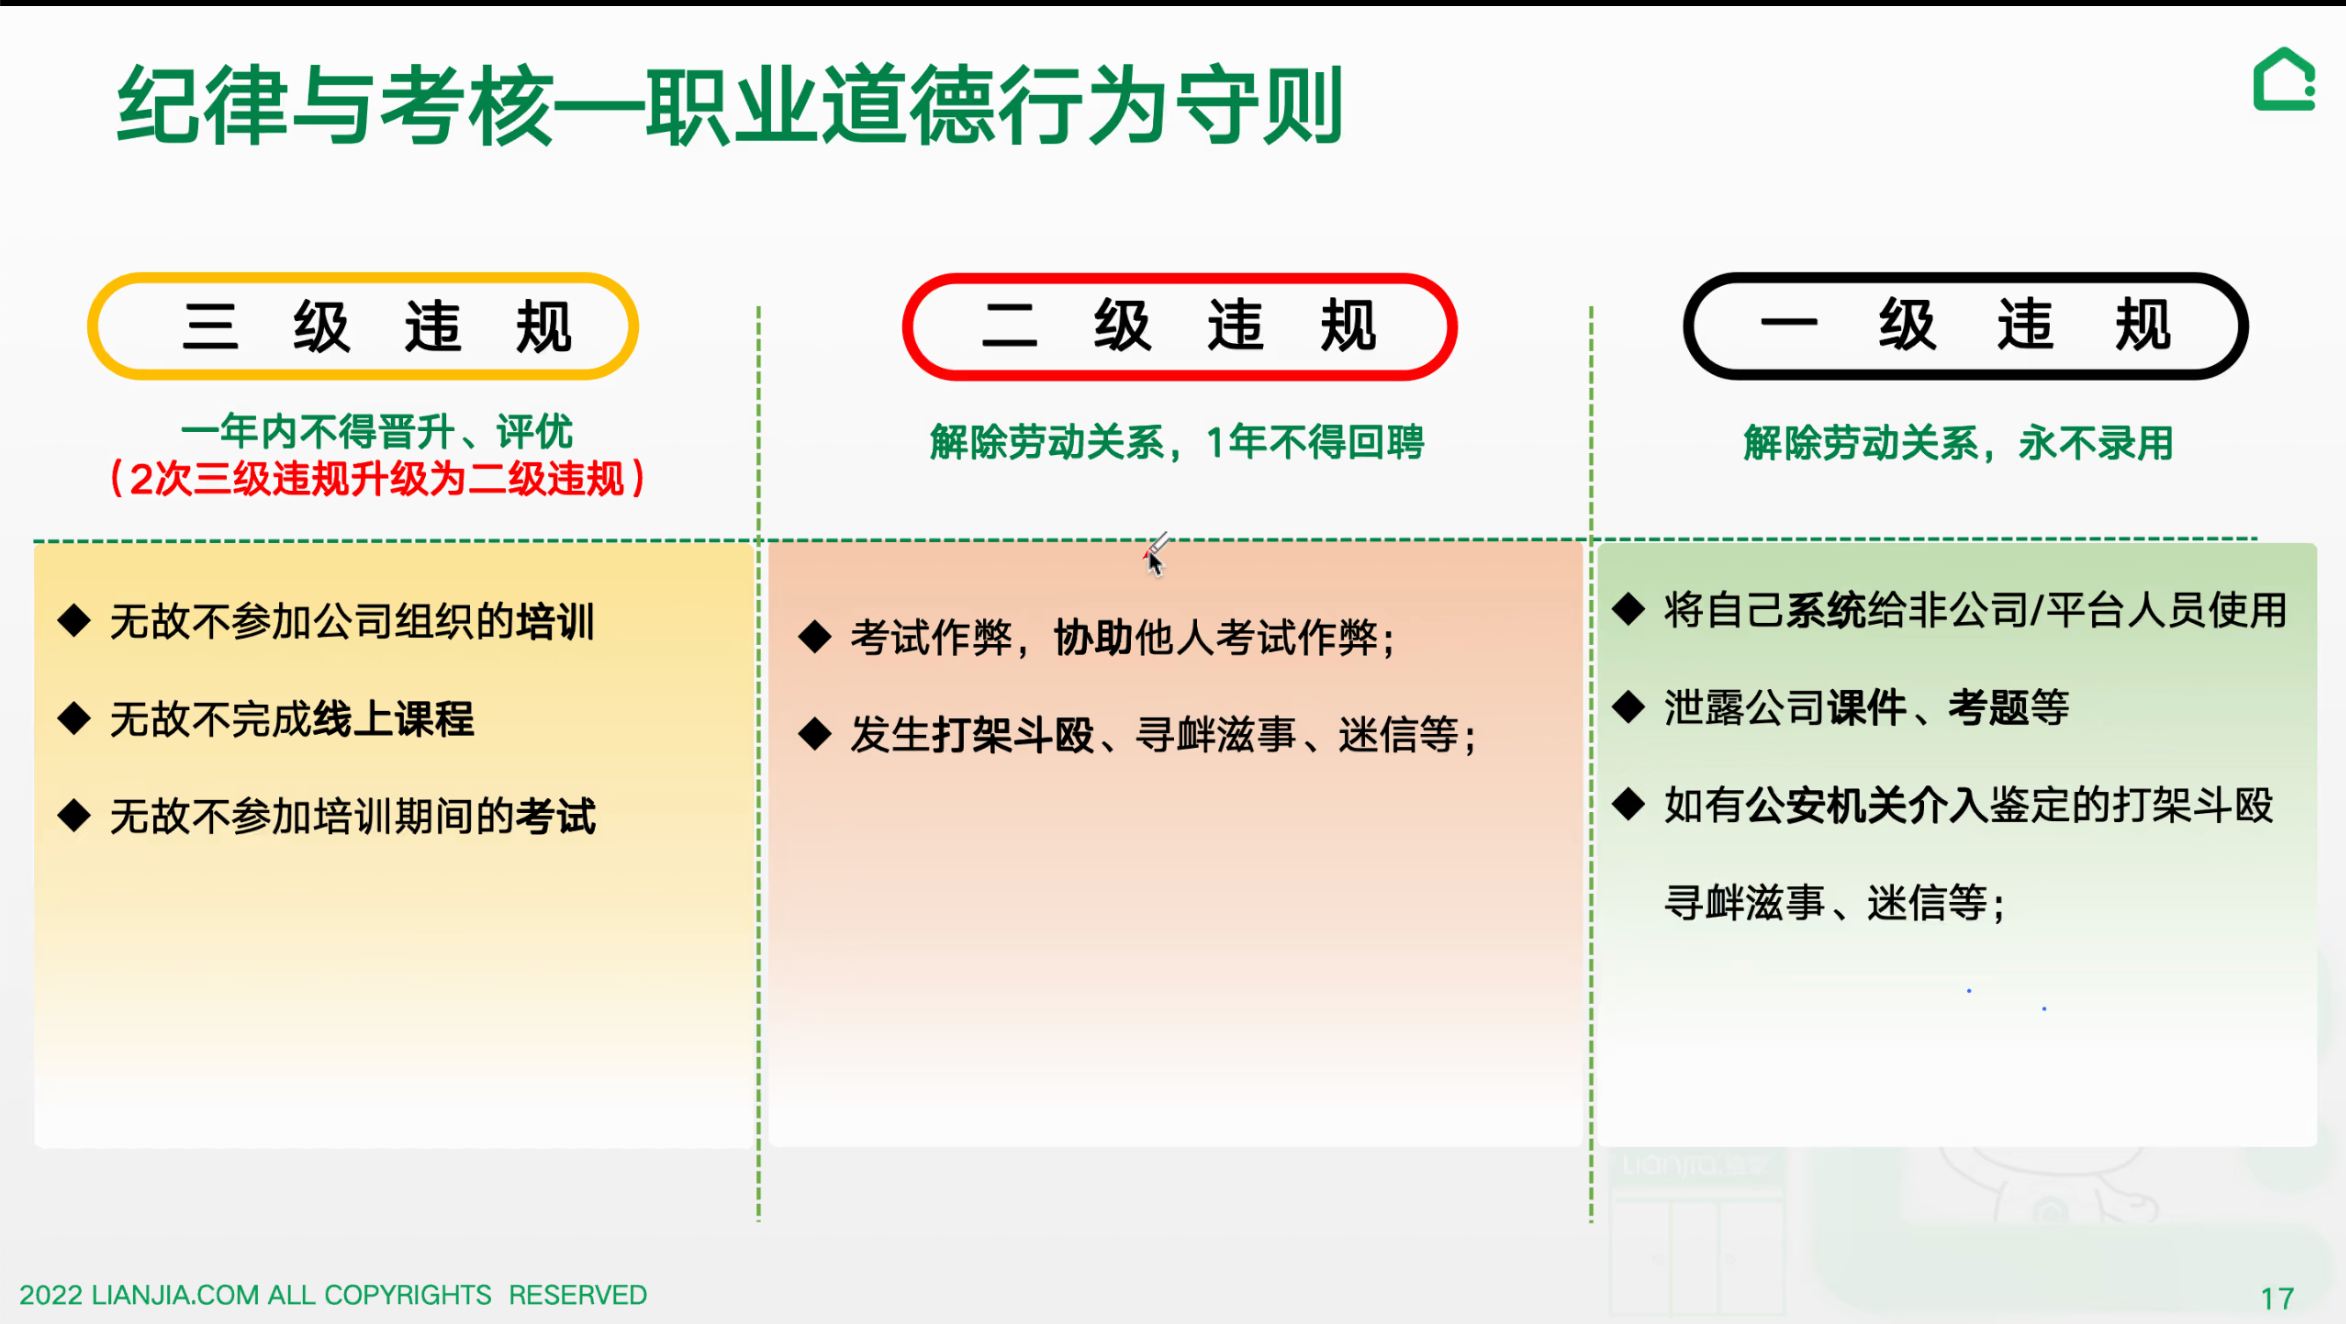 纪律与考核—职业道德行为守则
三级违规
一年内不得晋升、评优
（2次三级违规升级为二级违规）
◆ 无故不参加公司组织的培训
◆ 无故不完成线上课程
◆ 无故不参加培训期间的考试
二级违规
解除劳动关系，1年不得回聘
◆ 考试作弊，协助他人考试作弊；
◆ 发生打架斗殴、寻衅滋事、迷信等；
一级违规
解除劳动关系，永不录用
◆ 将自己系统给非公司/平台人员使用
◆ 泄露公司课件、考题等
◆ 如有公安机关介入鉴定的打架斗殴
寻衅滋事、迷信等；
Lianjia.链家
2022 LIANJIA.COM ALL COPYRIGHTS  RESERVED
17